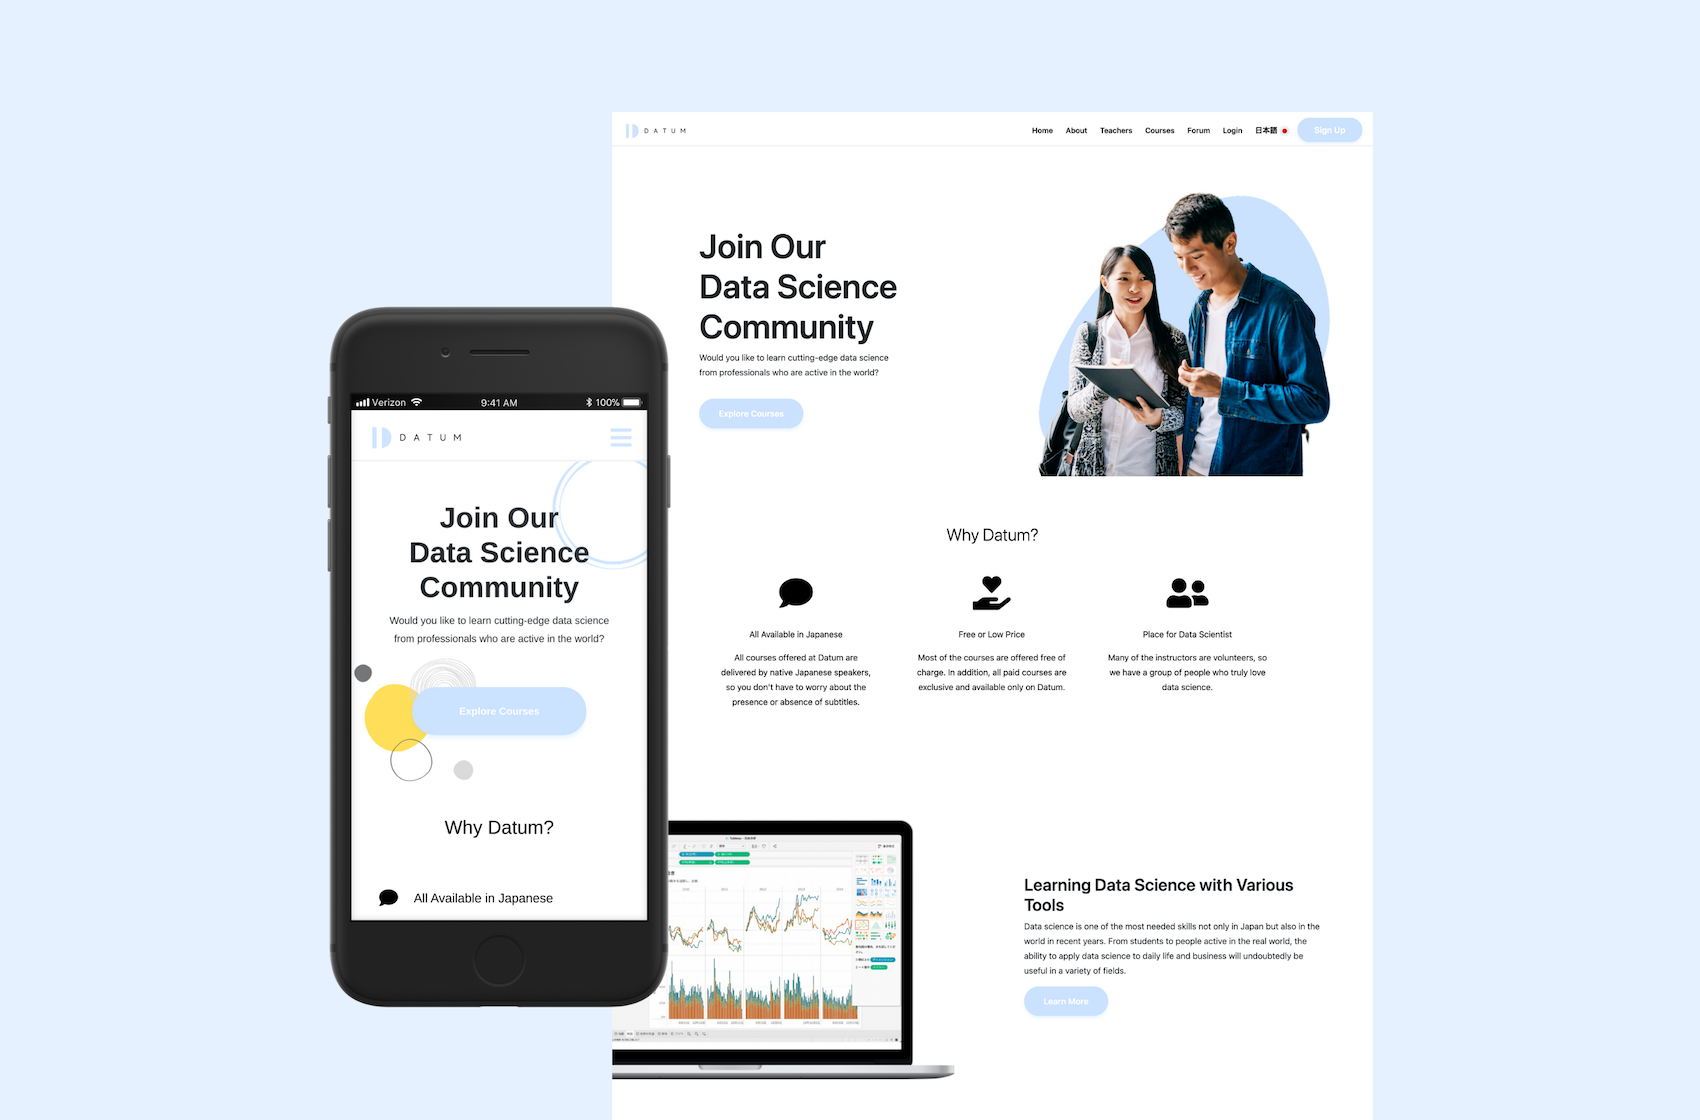 DATUM
Home About Teachers Courses Forum Login 日本語 Sign Up
Join Our
Data Science
Community
Would you like to learn cutting-edge data science
from professionals who are active in the world?
Explore Courses
Why Datum?
All Available in Japanese
All courses offered at Datum are
delivered by native Japanese speakers,
so you don't have to worry about the
presence or absence of subtitles.
Free or Low Price
Most of the courses are offered free of
charge. In addition, all paid courses are
exclusive and available only on Datum.
Place for Data Scientist
Many of the instructors are volunteers, so
we have a group of people who truly love
data science.
Learning Data Science with Various
Tools
Data science is one of the most needed skills not only in Japan but also in the
world in recent years. From students to people active in the real world, the
ability to apply data science to daily life and business will undoubtedly be
useful in a variety of fields.
Learn More
Verizon 9:41 AM 100%
DATUM
Join Our
Data Science
Community
Would you like to learn cutting-edge data science
from professionals who are active in the world?
Explore Courses
Why Datum?
All Available in Japanese